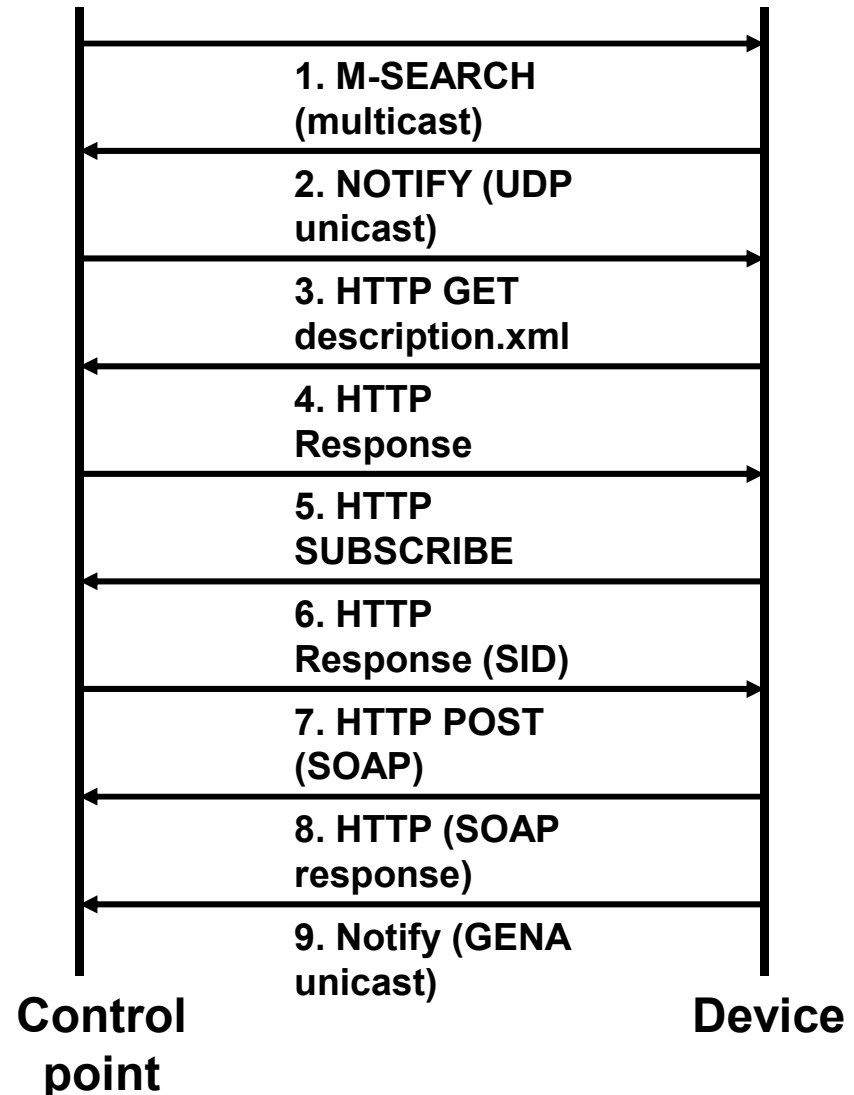 1. M-SEARCH
(multicast)
2. NOTIFY (UDP
unicast)
3. HTTP GET
description.xml
4. HTTP
Response
5. HTTP
SUBSCRIBE
6. HTTP
Response (SID)
7. HTTP POST
(SOAP)
8. HTTP (SOAP
response)
9. Notify (GENA
unicast)
Control
point
Device